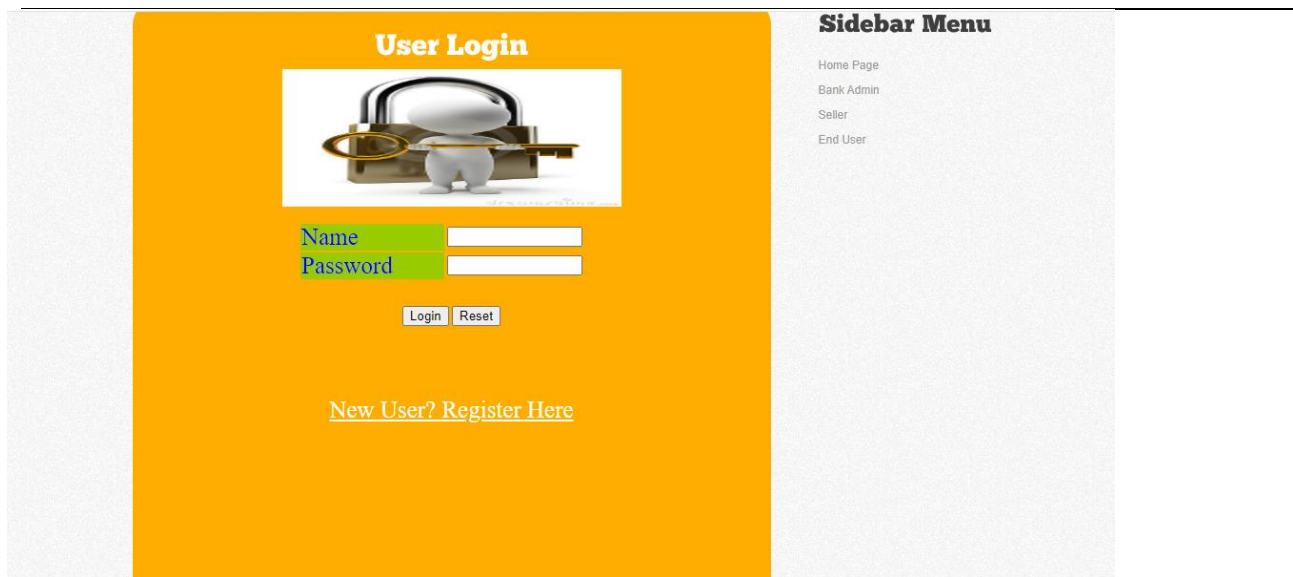 User Login
Name
Password
Login Reset
New User? Register Here
Sidebar Menu
Home Page
Bank Admin
Seller
End User